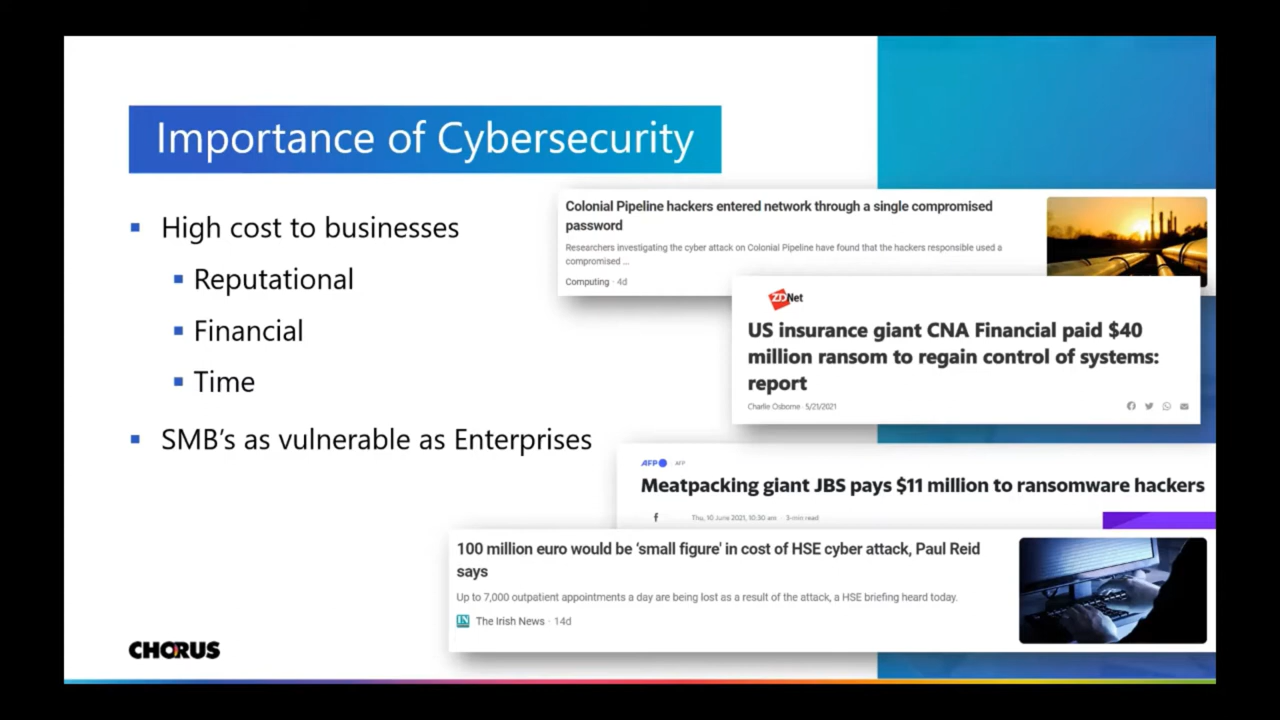 Importance of Cybersecurity
High cost to businesses
Reputational
Financial
Time
SMB's as vulnerable as Enterprises
Colonial Pipeline hackers entered network through a single compromised
password
Researchers investigating the cyber attack on Colonial Pipeline have found that the hackers responsible used a
compromised ...
Computing · 4d
ZDNet
US insurance giant CNA Financial paid $40
million ransom to regain control of systems:
report
Charlie Osborne · 5/21/2021
AFP AFP
Meatpacking giant JBS pays $11 million to ransomware hackers
Thu, 10 June 2021, 10:30 am 3-min read
100 million euro would be ‘small figure' in cost of HSE cyber attack, Paul Reid
says
Up to 7,000 outpatient appointments a day are being lost as a result of the attack, a HSE briefing heard today.
IN The Irish News · 14d
CHORUS